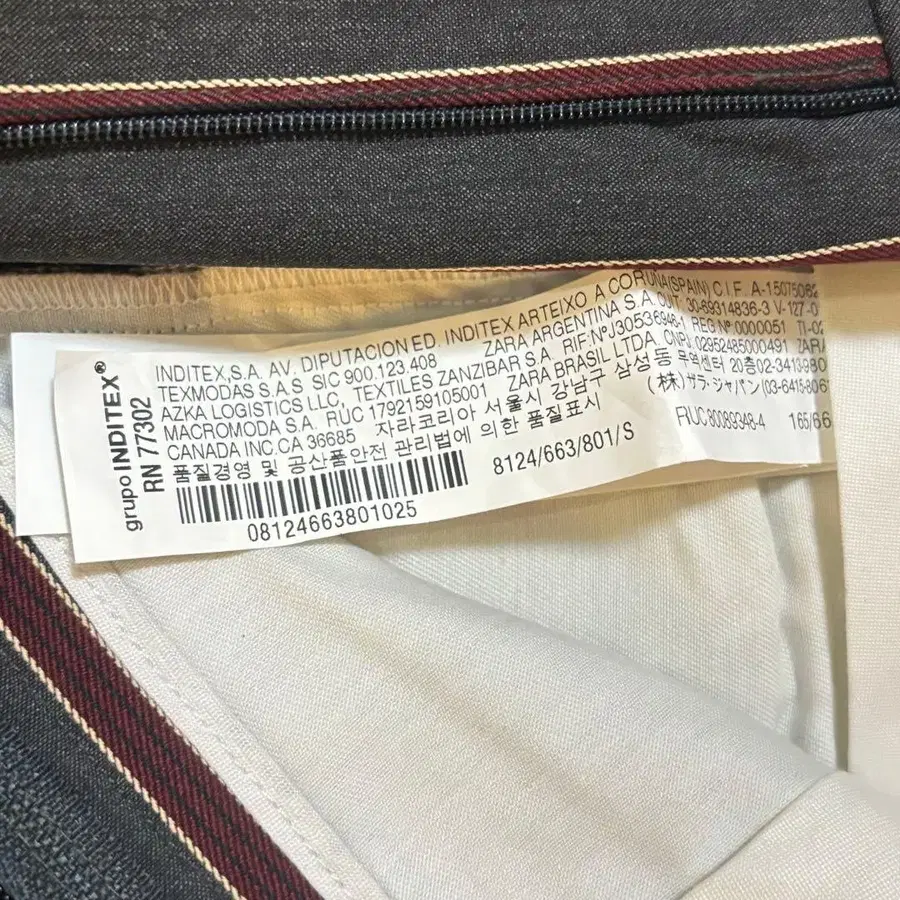 grupo INDITEX®
RN 77302
INDITEX,S.A. AV. DIPUTACION ED. INDITEX ARTEIXO A CORUÑA(SPAIN) C.I.F. A-15075062
TEXMODAS S.A.S SIC 900.123.408 ZARA ARGENTINA S.A. CUIT 30-69314836-3 V-127-0
AZKA LOGISTICS LLC, TEXTILES ZANZIBAR S.A. RIF:NºJ30536946-1 REG Nº0000051 TI-02
MACROMODA S.A. RUC 1792159105001 ZARA BRASIL LTDA. CNPJ 02952485000491 ZARA
CANADA INC.CA 36685 자라코리아 서울시 강남구 삼성동 무역센터 20층02-3413980
품질경영 및 공산품안전 관리법에 의한 품질표시 (株) ザラ・ジャパン(03-6415-806
8124/663/801/S RUC 80089348-4 165/66
08124663801025